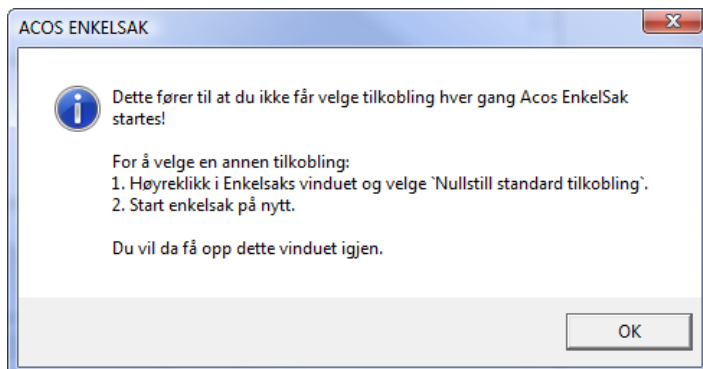 ACOS ENKELSAK
Dette fører til at du ikke får velge tilkobling hver gang Acos EnkelSak
startes!
For å velge en annen tilkobling:
1. Høyreklikk i Enkelsaks vinduet og velge `Nullstill standard tilkobling`.
2. Start enkelsak på nytt.
Du vil da få opp dette vinduet igjen.
OK